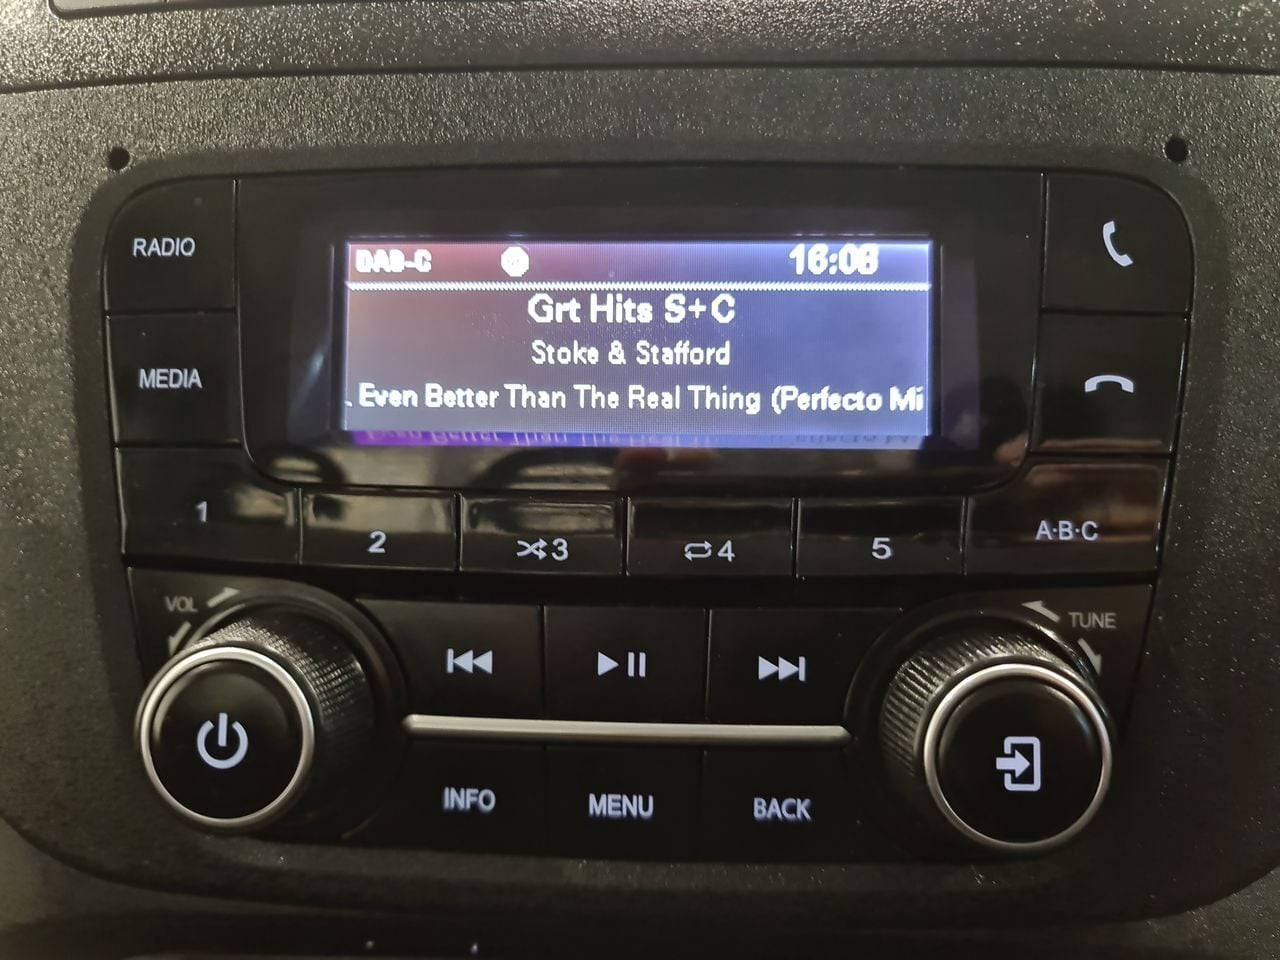 RADIO
MEDIA
DAB-C
16:08
Grt Hits S+C
Stoke & Stafford
Even Better Than The Real Thing (Perfecto Mi
1
2
3
4
5
A-B-C
VOL
TUNE
INFO
MENU
BACK